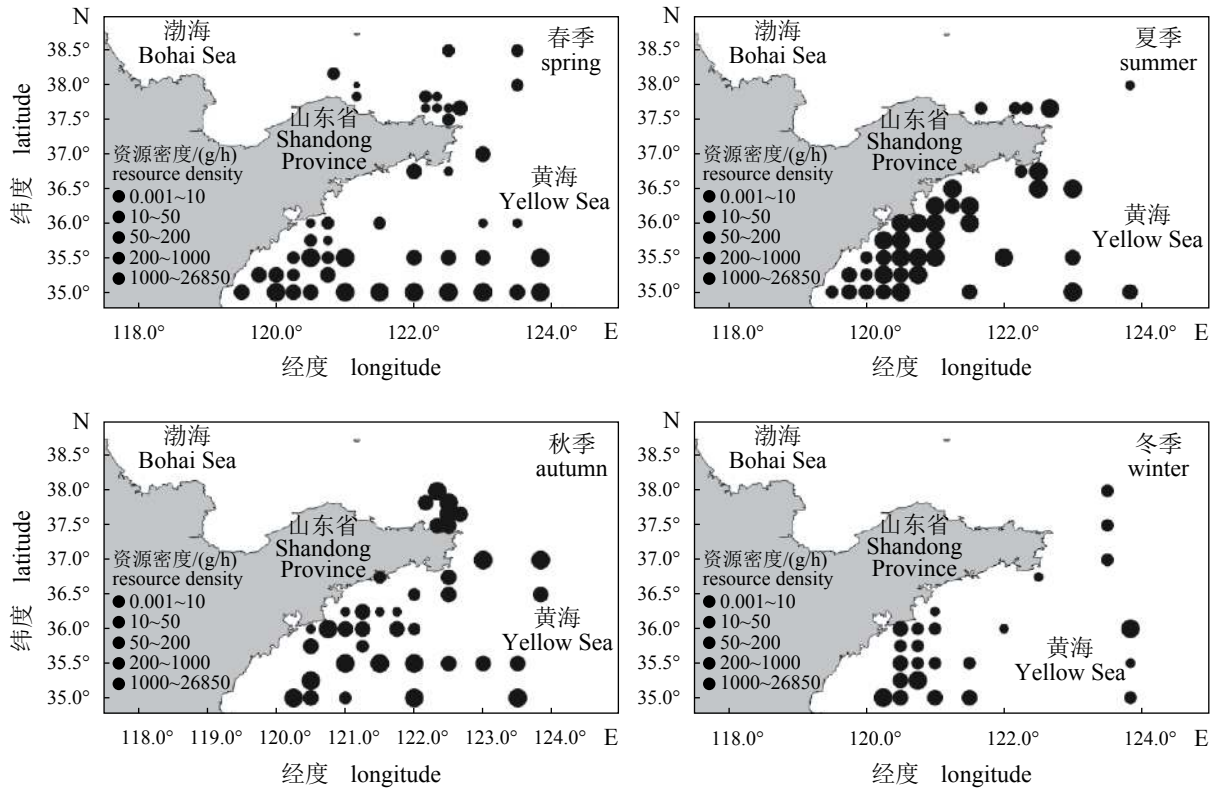 N
渤海
Bohai Sea
春季
spring
38.5°
38.0°
37.5°
37.0°
36.5°
36.0°
35.5°
35.0°
纬度 latitude
山东省
Shandong
Province
资源密度/(g/h)
resource density
0.001~10
10~50
50~200
200~1000
1000~26850
黄海
Yellow Sea
118.0° 120.0° 122.0° 124.0° E
经度 longitude
N
渤海
Bohai Sea
夏季
summer
38.5°
38.0°
37.5°
37.0°
36.5°
36.0°
35.5°
35.0°
山东省
Shandong
Province
资源密度/(g/h)
resource density
0.001~10
10~50
50~200
200~1000
1000~26850
黄海
Yellow Sea
118.0° 120.0° 122.0° 124.0° E
经度 longitude
N
渤海
Bohai Sea
秋季
autumn
38.5°
38.0°
37.5°
37.0°
36.5°
36.0°
35.5°
35.0°
纬度 latitude
山东省
Shandong
Province
资源密度/(g/h)
resource density
0.001~10
10~50
50~200
200~1000
1000~26850
黄海
Yellow Sea
118.0° 119.0° 120.0° 121.0° 122.0° 123.0° 124.0° E
经度 longitude
N
渤海
Bohai Sea
冬季
winter
38.5°
38.0°
37.5°
37.0°
36.5°
36.0°
35.5°
35.0°
山东省
Shandong
Province
资源密度/(g/h)
resource density
0.001~10
10~50
50~200
200~1000
1000~26850
黄海
Yellow Sea
118.0° 120.0° 122.0° 124.0° E
经度 longitude